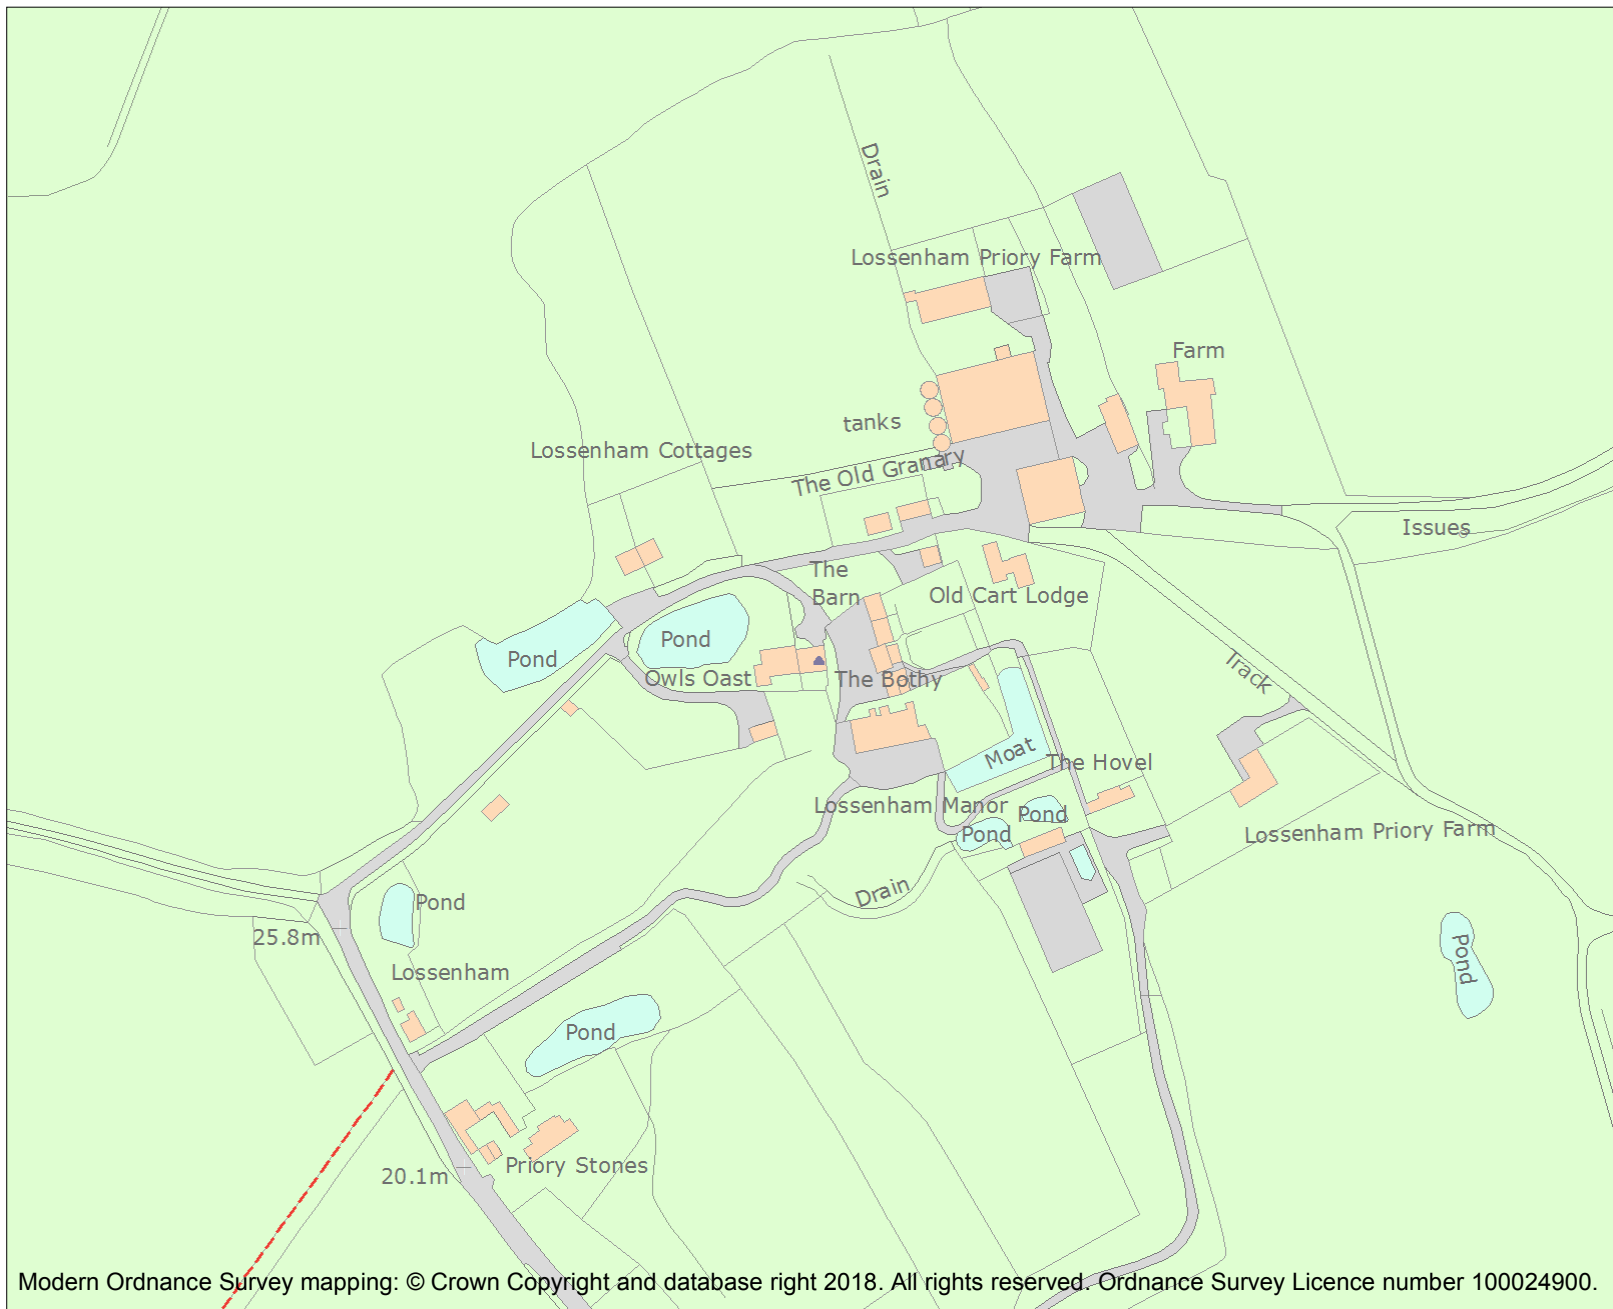 Drain
Lossenham Priory Farm
Farm
tanks
Lossenham Cottages
The Old Granary
Issues
The
Barn
Old Cart Lodge
Pond
Pond
Owls Oast
The Bothy
Track
Moat
The Hovel
Lossenham Manor
Pond
Pond
Lossenham Priory Farm
Drain
Pond
25.8m
Pond
Lossenham
Pond
Priory Stones
20.1m
Modern Ordnance Survey mapping: © Crown Copyright and database right 2018. All rights reserved. Ordnance Survey Licence number 100024900.